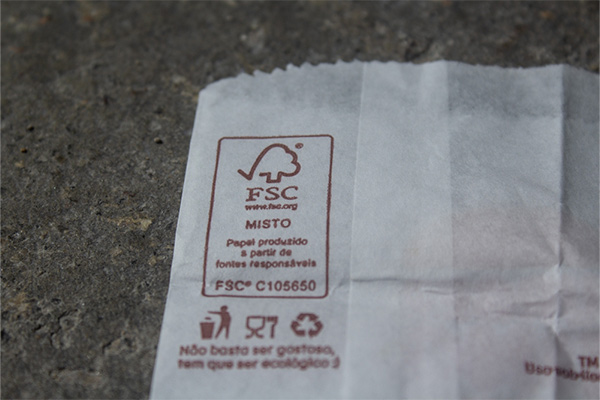 FSC
www.fsc.org
MISTO
Papel produzido
a partir de
fontes responsáveis
FSC® C105650
Não basta ser gostoso,
tem que ser ecológico :)
TM
Uso